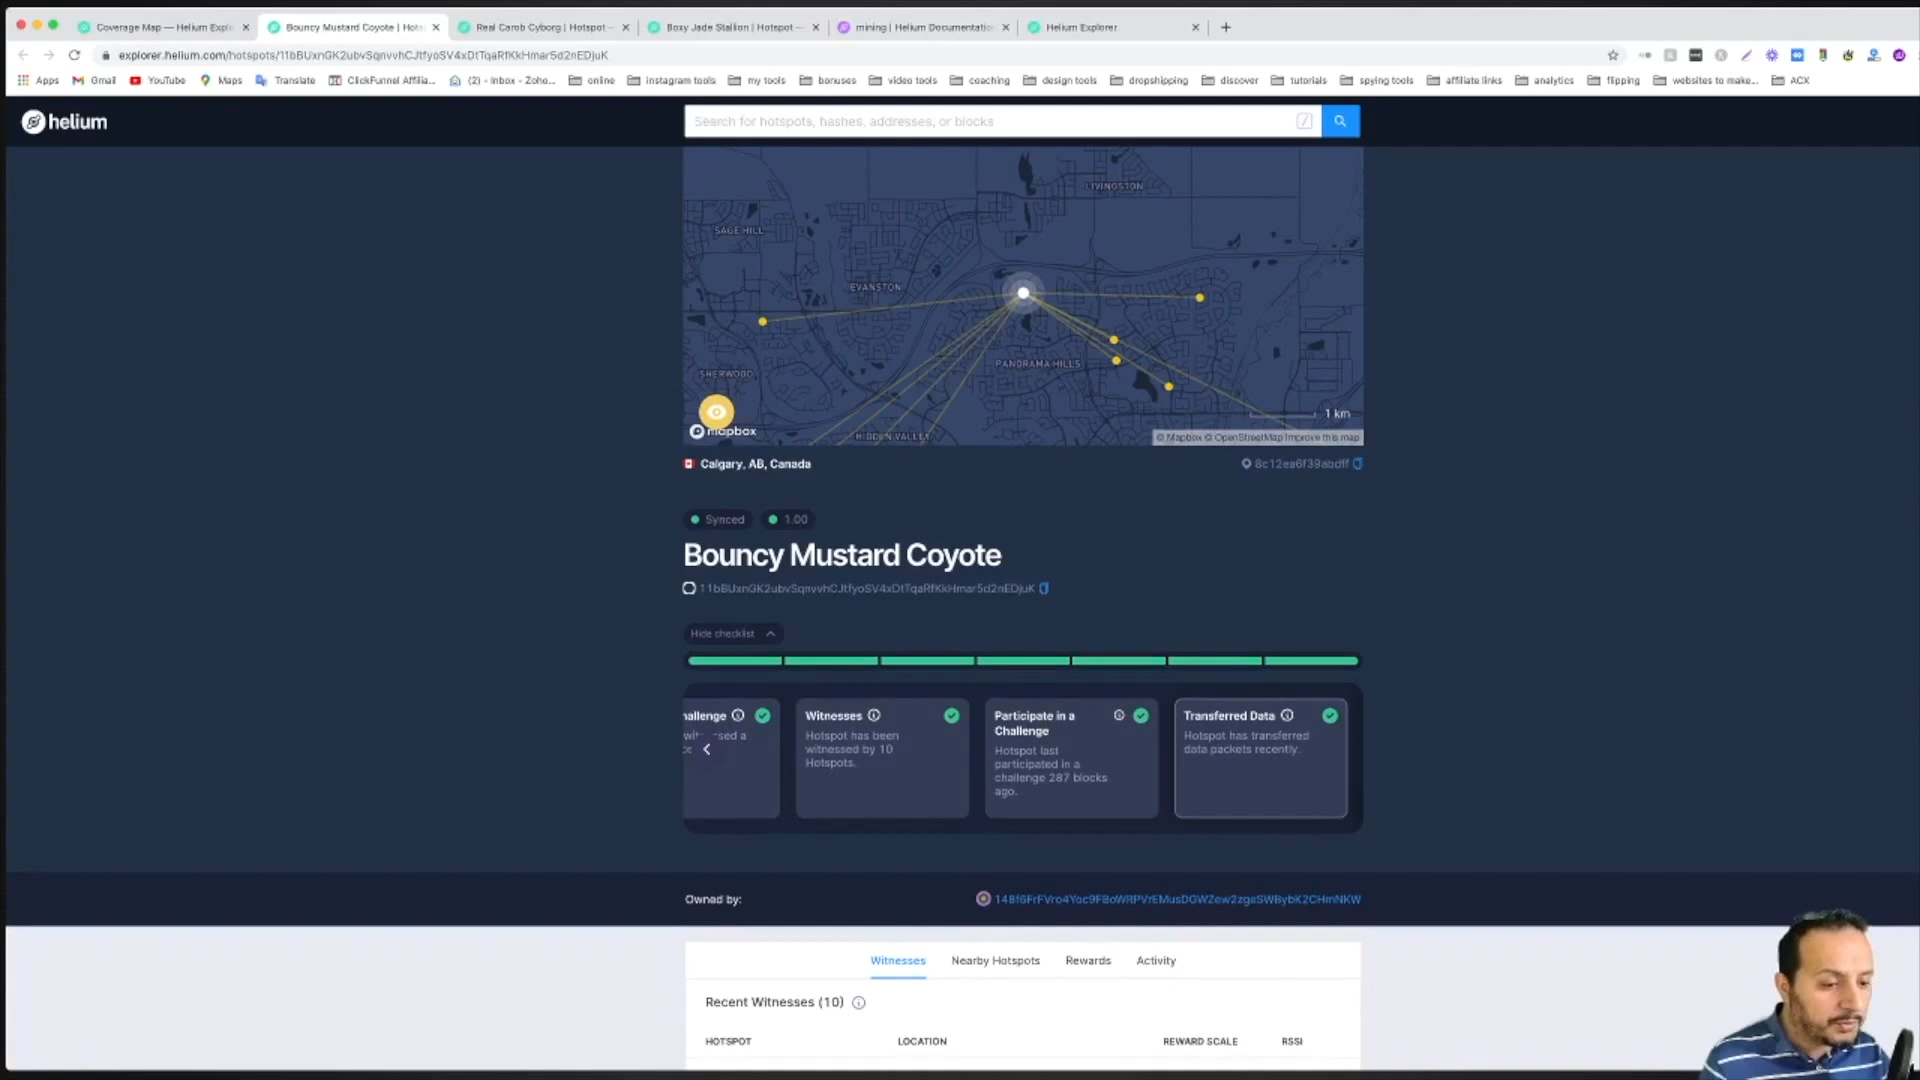 Coverage Map — Helium Explo
Bouncy Mustard Coyote | Hots
Real Carob Cyborg | Hotspot —
Boxy Jade Stallion | Hotspot —
mining | Helium Documentatio
Helium Explorer
explorer.helium.com/hotspots/11bBUxnGK2ubvSqnvvhCJtfyoSV4xDtTqaRfKkHmar5d2nEDjuK
Apps
Gmail
YouTube
Maps
Translate
ClickFunnel Affilia...
(2) - Inbox - Zoho...
online
instagram tools
my tools
bonuses
video tools
coaching
design tools
dropshipping
discover
tutorials
spying tools
affiliate links
analytics
flipping
websites to make...
ACX
helium
Search for hotspots, hashes, addresses, or blocks
/
LIVINGSTON
SAGE HILL
EVANSTON
PANORAMA HILLS
SHERWOOD
HIDDEN VALLEY
1 km
mapbox
© Mapbox © OpenStreetMap Improve this map
Calgary, AB, Canada
8c12ea6f39abdff
Synced
1.00
Bouncy Mustard Coyote
11bBUxnGK2ubvSqnvvhCJtfyoSV4xDtTqaRfKkHmar5d2nEDjuK
Hide checklist
hallenge
Witnesses
Hotspot has been
witnessed by 10
Hotspots.
Participate in a
Challenge
Hotspot last
participated in a
challenge 287 blocks
ago.
Transferred Data
Hotspot has transferred
data packets recently.
Owned by:
Witnesses
Nearby Hotspots
Rewards
Activity
Recent Witnesses (10)
HOTSPOT
LOCATION
REWARD SCALE
RSSI